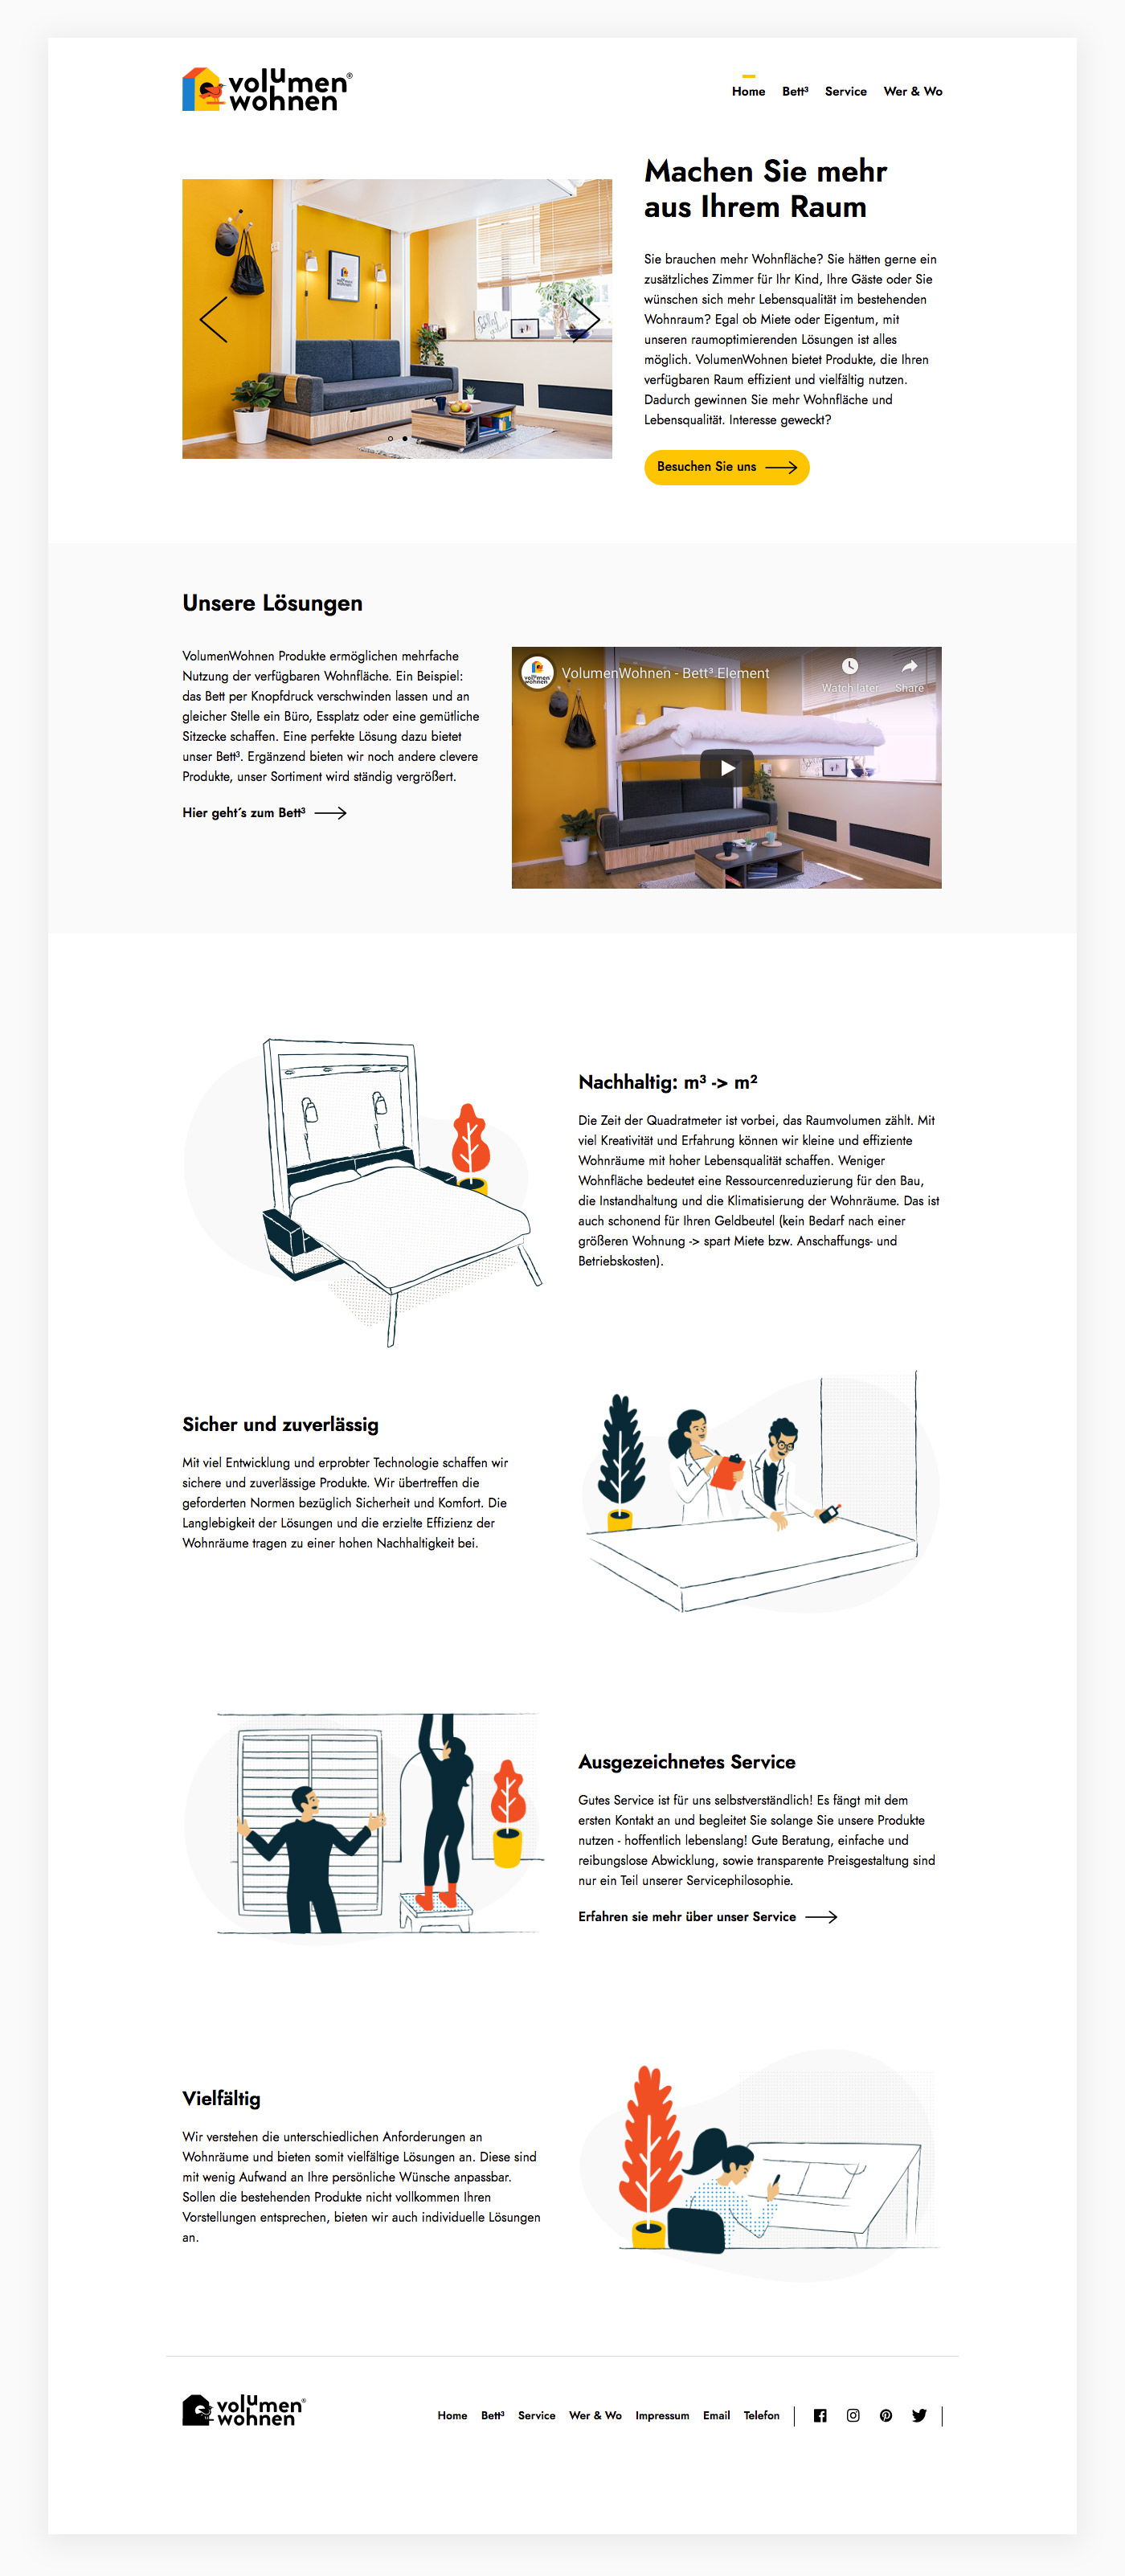 volumen®
wohnen
Home Bett³ Service Wer & Wo
Machen Sie mehr
aus Ihrem Raum
Sie brauchen mehr Wohnfläche? Sie hätten gerne ein
zusätzliches Zimmer für Ihr Kind, Ihre Gäste oder Sie
wünschen sich mehr Lebensqualität im bestehenden
Wohnraum? Egal ob Miete oder Eigentum, mit
unseren raumoptimierenden Lösungen ist alles
möglich. VolumenWohnen bietet Produkte, die Ihren
verfügbaren Raum effizient und vielfältig nutzen.
Dadurch gewinnen Sie mehr Wohnfläche und
Lebensqualität. Interesse geweckt?
Besuchen Sie uns
Unsere Lösungen
VolumenWohnen Produkte ermöglichen mehrfache
Nutzung der verfügbaren Wohnfläche. Ein Beispiel:
das Bett per Knopfdruck verschwinden lassen und an
gleicher Stelle ein Büro, Essplatz oder eine gemütliche
Sitzecke schaffen. Eine perfekte Lösung dazu bietet
unser Bett³. Ergänzend bieten wir noch andere clevere
Produkte, unser Sortiment wird ständig vergrößert.
Hier geht´s zum Bett³
volumen
wohnen
VolumenWohnen - Bett³ Element
Watch later
Share
Nachhaltig: m³ -> m²
Die Zeit der Quadratmeter ist vorbei, das Raumvolumen zählt. Mit
viel Kreativität und Erfahrung können wir kleine und effiziente
Wohnräume mit hoher Lebensqualität schaffen. Weniger
Wohnfläche bedeutet eine Ressourcenreduzierung für den Bau,
die Instandhaltung und die Klimatisierung der Wohnräume. Das ist
auch schonend für Ihren Geldbeutel (kein Bedarf nach einer
größeren Wohnung -> spart Miete bzw. Anschaffungs- und
Betriebskosten).
Sicher und zuverlässig
Mit viel Entwicklung und erprobter Technologie schaffen wir
sichere und zuverlässige Produkte. Wir übertreffen die
geforderten Normen bezüglich Sicherheit und Komfort. Die
Langlebigkeit der Lösungen und die erzielte Effizienz der
Wohnräume tragen zu einer hohen Nachhaltigkeit bei.
Ausgezeichnetes Service
Gutes Service ist für uns selbstverständlich! Es fängt mit dem
ersten Kontakt an und begleitet Sie solange Sie unsere Produkte
nutzen - hoffentlich lebenslang! Gute Beratung, einfache und
reibungslose Abwicklung, sowie transparente Preisgestaltung sind
nur ein Teil unserer Servicephilosophie.
Erfahren sie mehr über unser Service
Vielfältig
Wir verstehen die unterschiedlichen Anforderungen an
Wohnräume und bieten somit vielfältige Lösungen an. Diese sind
mit wenig Aufwand an Ihre persönliche Wünsche anpassbar.
Sollen die bestehenden Produkte nicht vollkommen Ihren
Vorstellungen entsprechen, bieten wir auch individuelle Lösungen
an.
volumen®
wohnen
Home Bett³ Service Wer & Wo Impressum Email Telefon